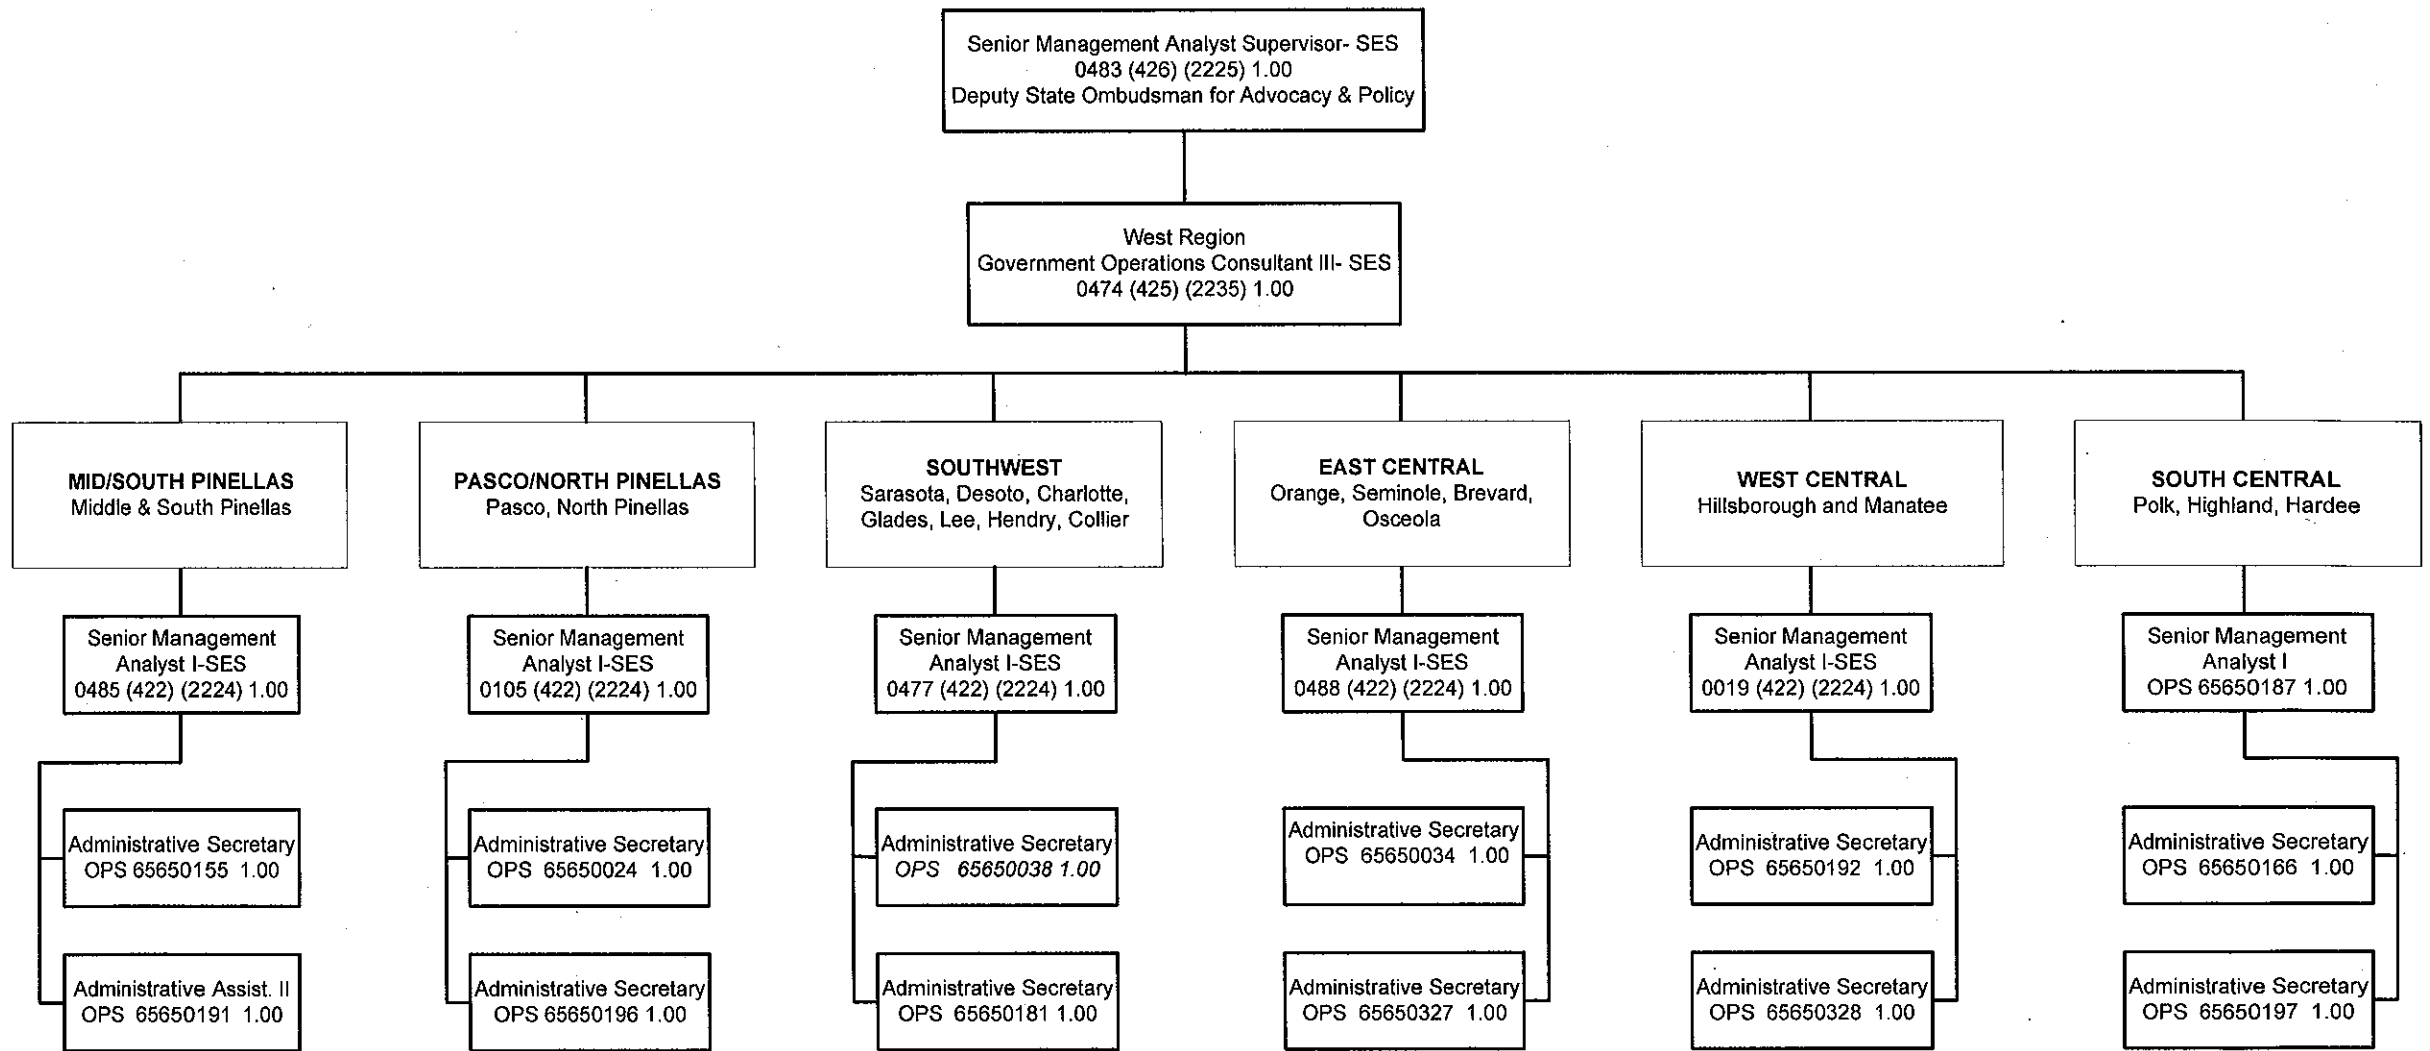 Senior Management Analyst Supervisor- SES
0483 (426) (2225) 1.00
Deputy State Ombudsman for Advocacy & Policy
West Region
Government Operations Consultant III- SES
0474 (425) (2235) 1.00
MID/SOUTH PINELLAS
Middle & South Pinellas
PASCO/NORTH PINELLAS
Pasco, North Pinellas
SOUTHWEST
Sarasota, Desoto, Charlotte,
Glades, Lee, Hendry, Collier
EAST CENTRAL
Orange, Seminole, Brevard,
Osceola
WEST CENTRAL
Hillsborough and Manatee
SOUTH CENTRAL
Polk, Highland, Hardee
Senior Management
Analyst I-SES
0485 (422) (2224) 1.00
Senior Management
Analyst I-SES
0105 (422) (2224) 1.00
Senior Management
Analyst I-SES
0477 (422) (2224) 1.00
Senior Management
Analyst I-SES
0488 (422) (2224) 1.00
Senior Management
Analyst I-SES
0019 (422) (2224) 1.00
Senior Management
Analyst I
OPS 65650187 1.00
Administrative Secretary
OPS 65650155 1.00
Administrative Secretary
OPS 65650024 1.00
Administrative Secretary
OPS 65650038 1.00
Administrative Secretary
OPS 65650034 1.00
Administrative Secretary
OPS 65650192 1.00
Administrative Secretary
OPS 65650166 1.00
Administrative Assist. II
OPS 65650191 1.00
Administrative Secretary
OPS 65650196 1.00
Administrative Secretary
OPS 65650181 1.00
Administrative Secretary
OPS 65650327 1.00
Administrative Secretary
OPS 65650328 1.00
Administrative Secretary
OPS 65650197 1.00